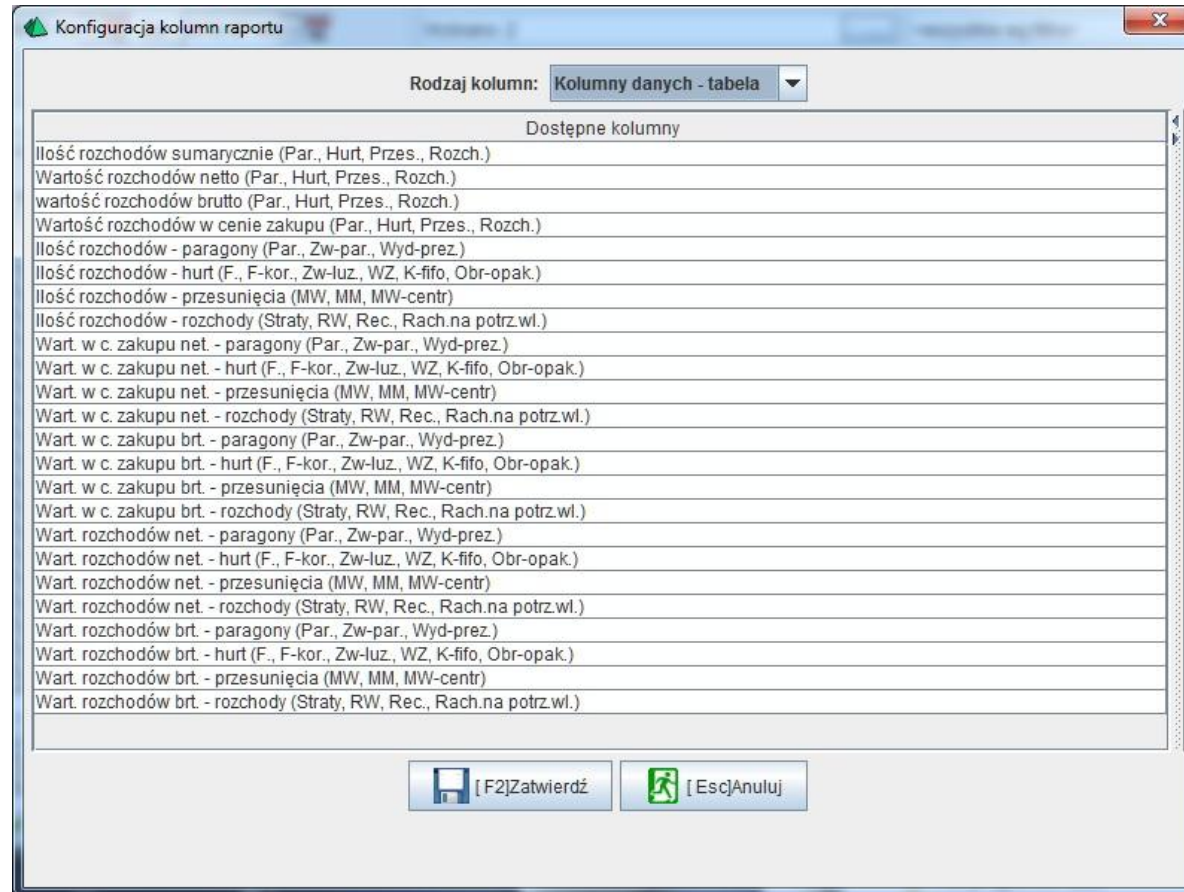 Konfiguracja kolumn raportu
Rodzaj kolumn: Kolumny danych - tabela
Dostępne kolumny
Ilość rozchodów sumarycznie (Par., Hurt, Przes., Rozch.)
Wartość rozchodów netto (Par., Hurt, Przes., Rozch.)
wartość rozchodów brutto (Par., Hurt, Przes., Rozch.)
Wartość rozchodów w cenie zakupu (Par., Hurt, Przes., Rozch.)
Ilość rozchodów - paragony (Par., Zw-par., Wyd-prez.)
Ilość rozchodów - hurt (F., F-kor., Zw-luz., WZ, K-fifo, Obr-opak.)
Ilość rozchodów - przesunięcia (MW, MM, MW-centr)
Ilość rozchodów - rozchody (Straty, RW, Rec., Rach.na potrz.wl.)
Wart. w c. zakupu net. - paragony (Par., Zw-par., Wyd-prez.)
Wart. w c. zakupu net. - hurt (F., F-kor., Zw-luz., WZ, K-fifo, Obr-opak.)
Wart. w c. zakupu net. - przesunięcia (MW, MM, MW-centr)
Wart. w c. zakupu net. - rozchody (Straty, RW, Rec., Rach.na potrz.wl.)
Wart. w c. zakupu brt. - paragony (Par., Zw-par., Wyd-prez.)
Wart. w c. zakupu brt. - hurt (F., F-kor., Zw-luz., WZ, K-fifo, Obr-opak.)
Wart. w c. zakupu brt. - przesunięcia (MW, MM, MW-centr)
Wart. w c. zakupu brt. - rozchody (Straty, RW, Rec., Rach.na potrz.wl.)
Wart. rozchodów net. - paragony (Par., Zw-par., Wyd-prez.)
Wart. rozchodów net. - hurt (F., F-kor., Zw-luz., WZ, K-fifo, Obr-opak.)
Wart. rozchodów net. - przesunięcia (MW, MM, MW-centr)
Wart. rozchodów net. - rozchody (Straty, RW, Rec., Rach.na potrz.wl.)
Wart. rozchodów brt. - paragony (Par., Zw-par., Wyd-prez.)
Wart. rozchodów brt. - hurt (F., F-kor., Zw-luz., WZ, K-fifo, Obr-opak.)
Wart. rozchodów brt. - przesunięcia (MW, MM, MW-centr)
Wart. rozchodów brt. - rozchody (Straty, RW, Rec., Rach.na potrz.wl.)
[ F2]Zatwierdź [ Esc]Anuluj